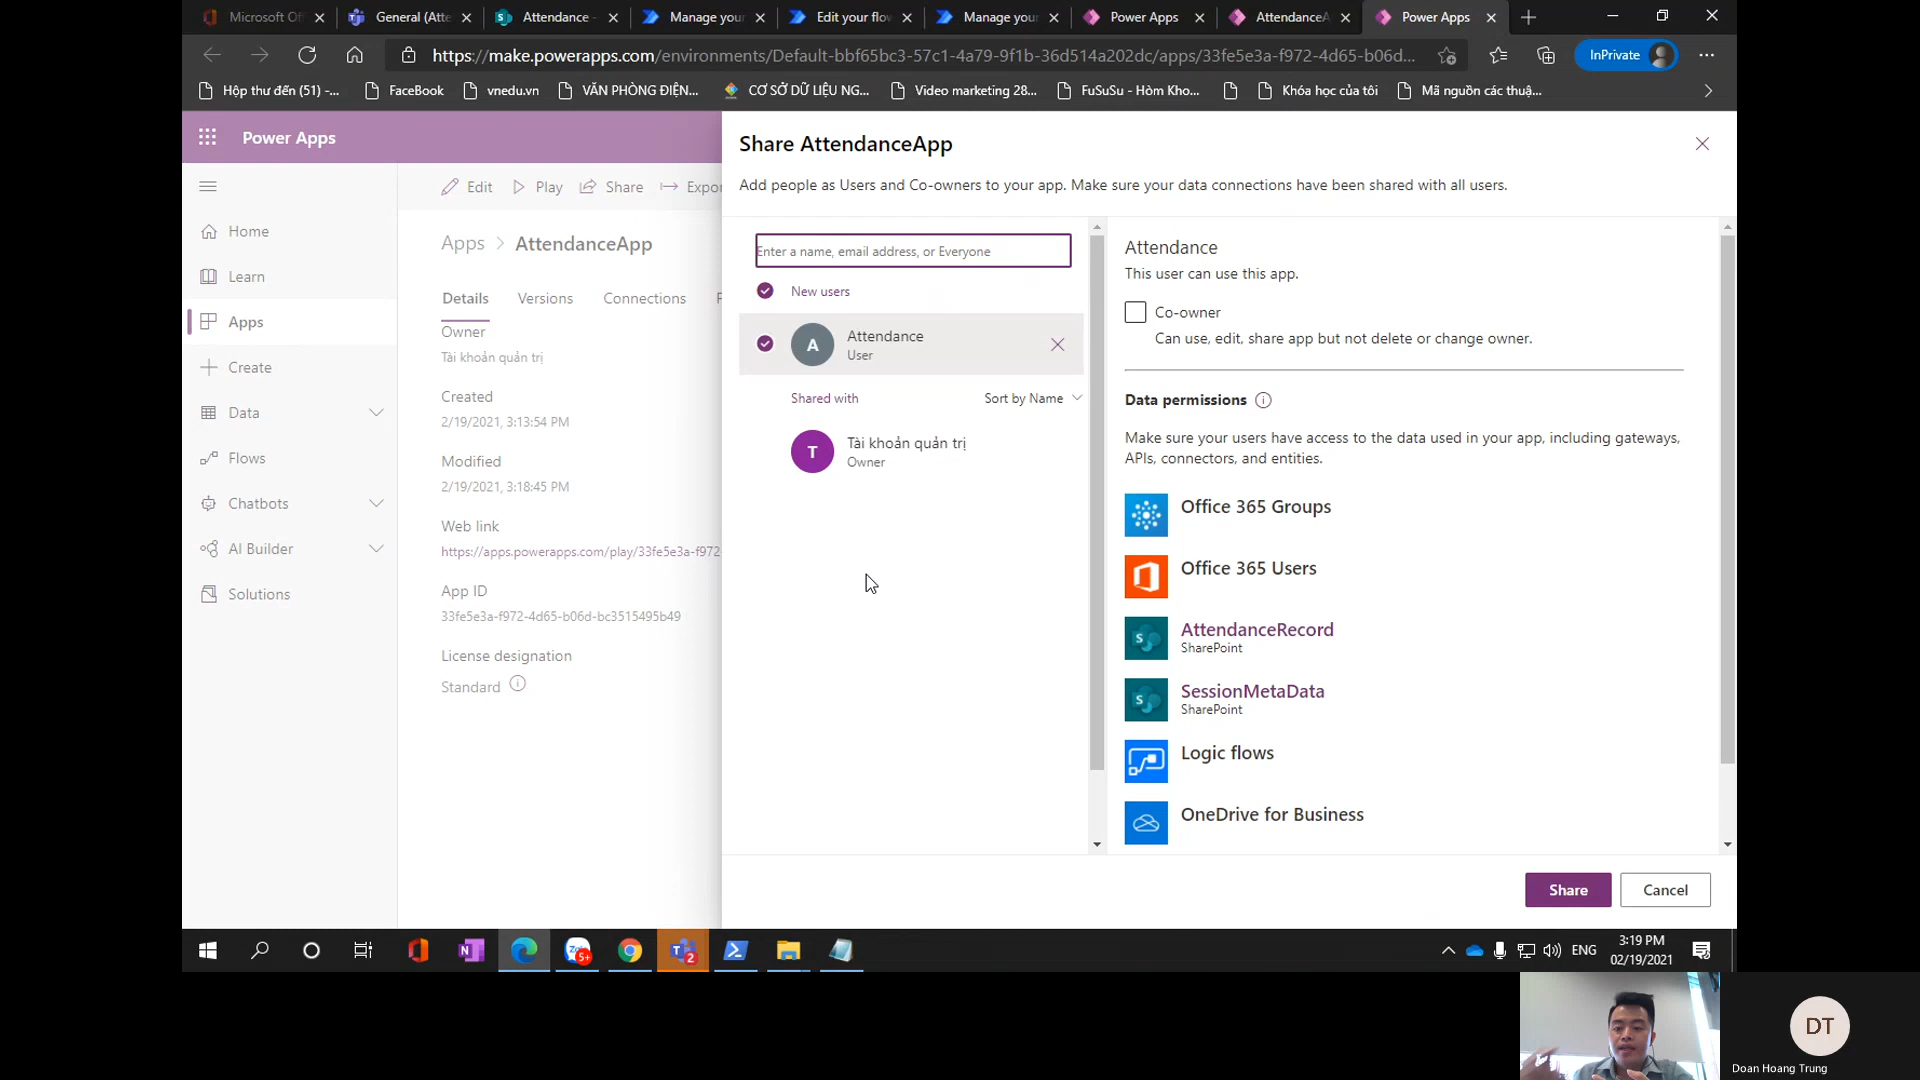 Microsoft Of
General (Atte
Attendance -
Manage your
Edit your flow
Manage your
Power Apps
AttendanceA
Power Apps
https://make.powerapps.com/environments/Default-bbf65bc3-57c1-4a79-9f1b-36d514a202dc/apps/33fe5e3a-f972-4d65-b06d...
InPrivate
Hộp thư đến (51) -...
FaceBook
vnedu.vn
VĂN PHÒNG ĐIỆN...
CƠ SỞ DỮ LIỆU NG...
Video marketing 28...
FuSuSu - Hòm Kho...
Khóa học của tôi
Mã nguồn các thuậ...
Power Apps
Home
Learn
Apps
Create
Data
Flows
Chatbots
AI Builder
Solutions
Edit
Play
Share
Expor
Apps > AttendanceApp
Details
Versions
Connections
Owner
Tài khoản quản trị
Created
2/19/2021, 3:13:54 PM
Modified
2/19/2021, 3:18:45 PM
Web link
https://apps.powerapps.com/play/33fe5e3a-f972
App ID
33fe5e3a-f972-4d65-b06d-bc3515495b49
License designation
Standard
Share AttendanceApp
Add people as Users and Co-owners to your app. Make sure your data connections have been shared with all users.
Enter a name, email address, or Everyone
New users
A
Attendance
User
Shared with
Sort by Name
T
Tài khoản quản trị
Owner
Attendance
This user can use this app.
Co-owner
Can use, edit, share app but not delete or change owner.
Data permissions
Make sure your users have access to the data used in your app, including gateways,
APIs, connectors, and entities.
Office 365 Groups
Office 365 Users
AttendanceRecord
SharePoint
SessionMetaData
SharePoint
Logic flows
OneDrive for Business
Share
Cancel
5+
2
ENG
3:19 PM
02/19/2021
DT
Doan Hoang Trung